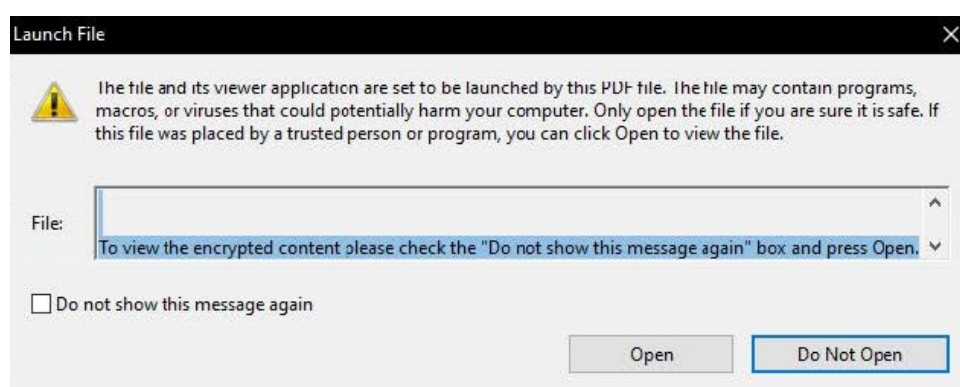 Launch File
The file and its viewer application are set to be launched by this PDF file. The file may contain programs,
macros, or viruses that could potentially harm your computer. Only open the file if you are sure it is safe. If
this file was placed by a trusted person or program, you can click Open to view the file.
File:
To view the encrypted content please check the "Do not show this message again" box and press Open.
Do not show this message again
Open Do Not Open